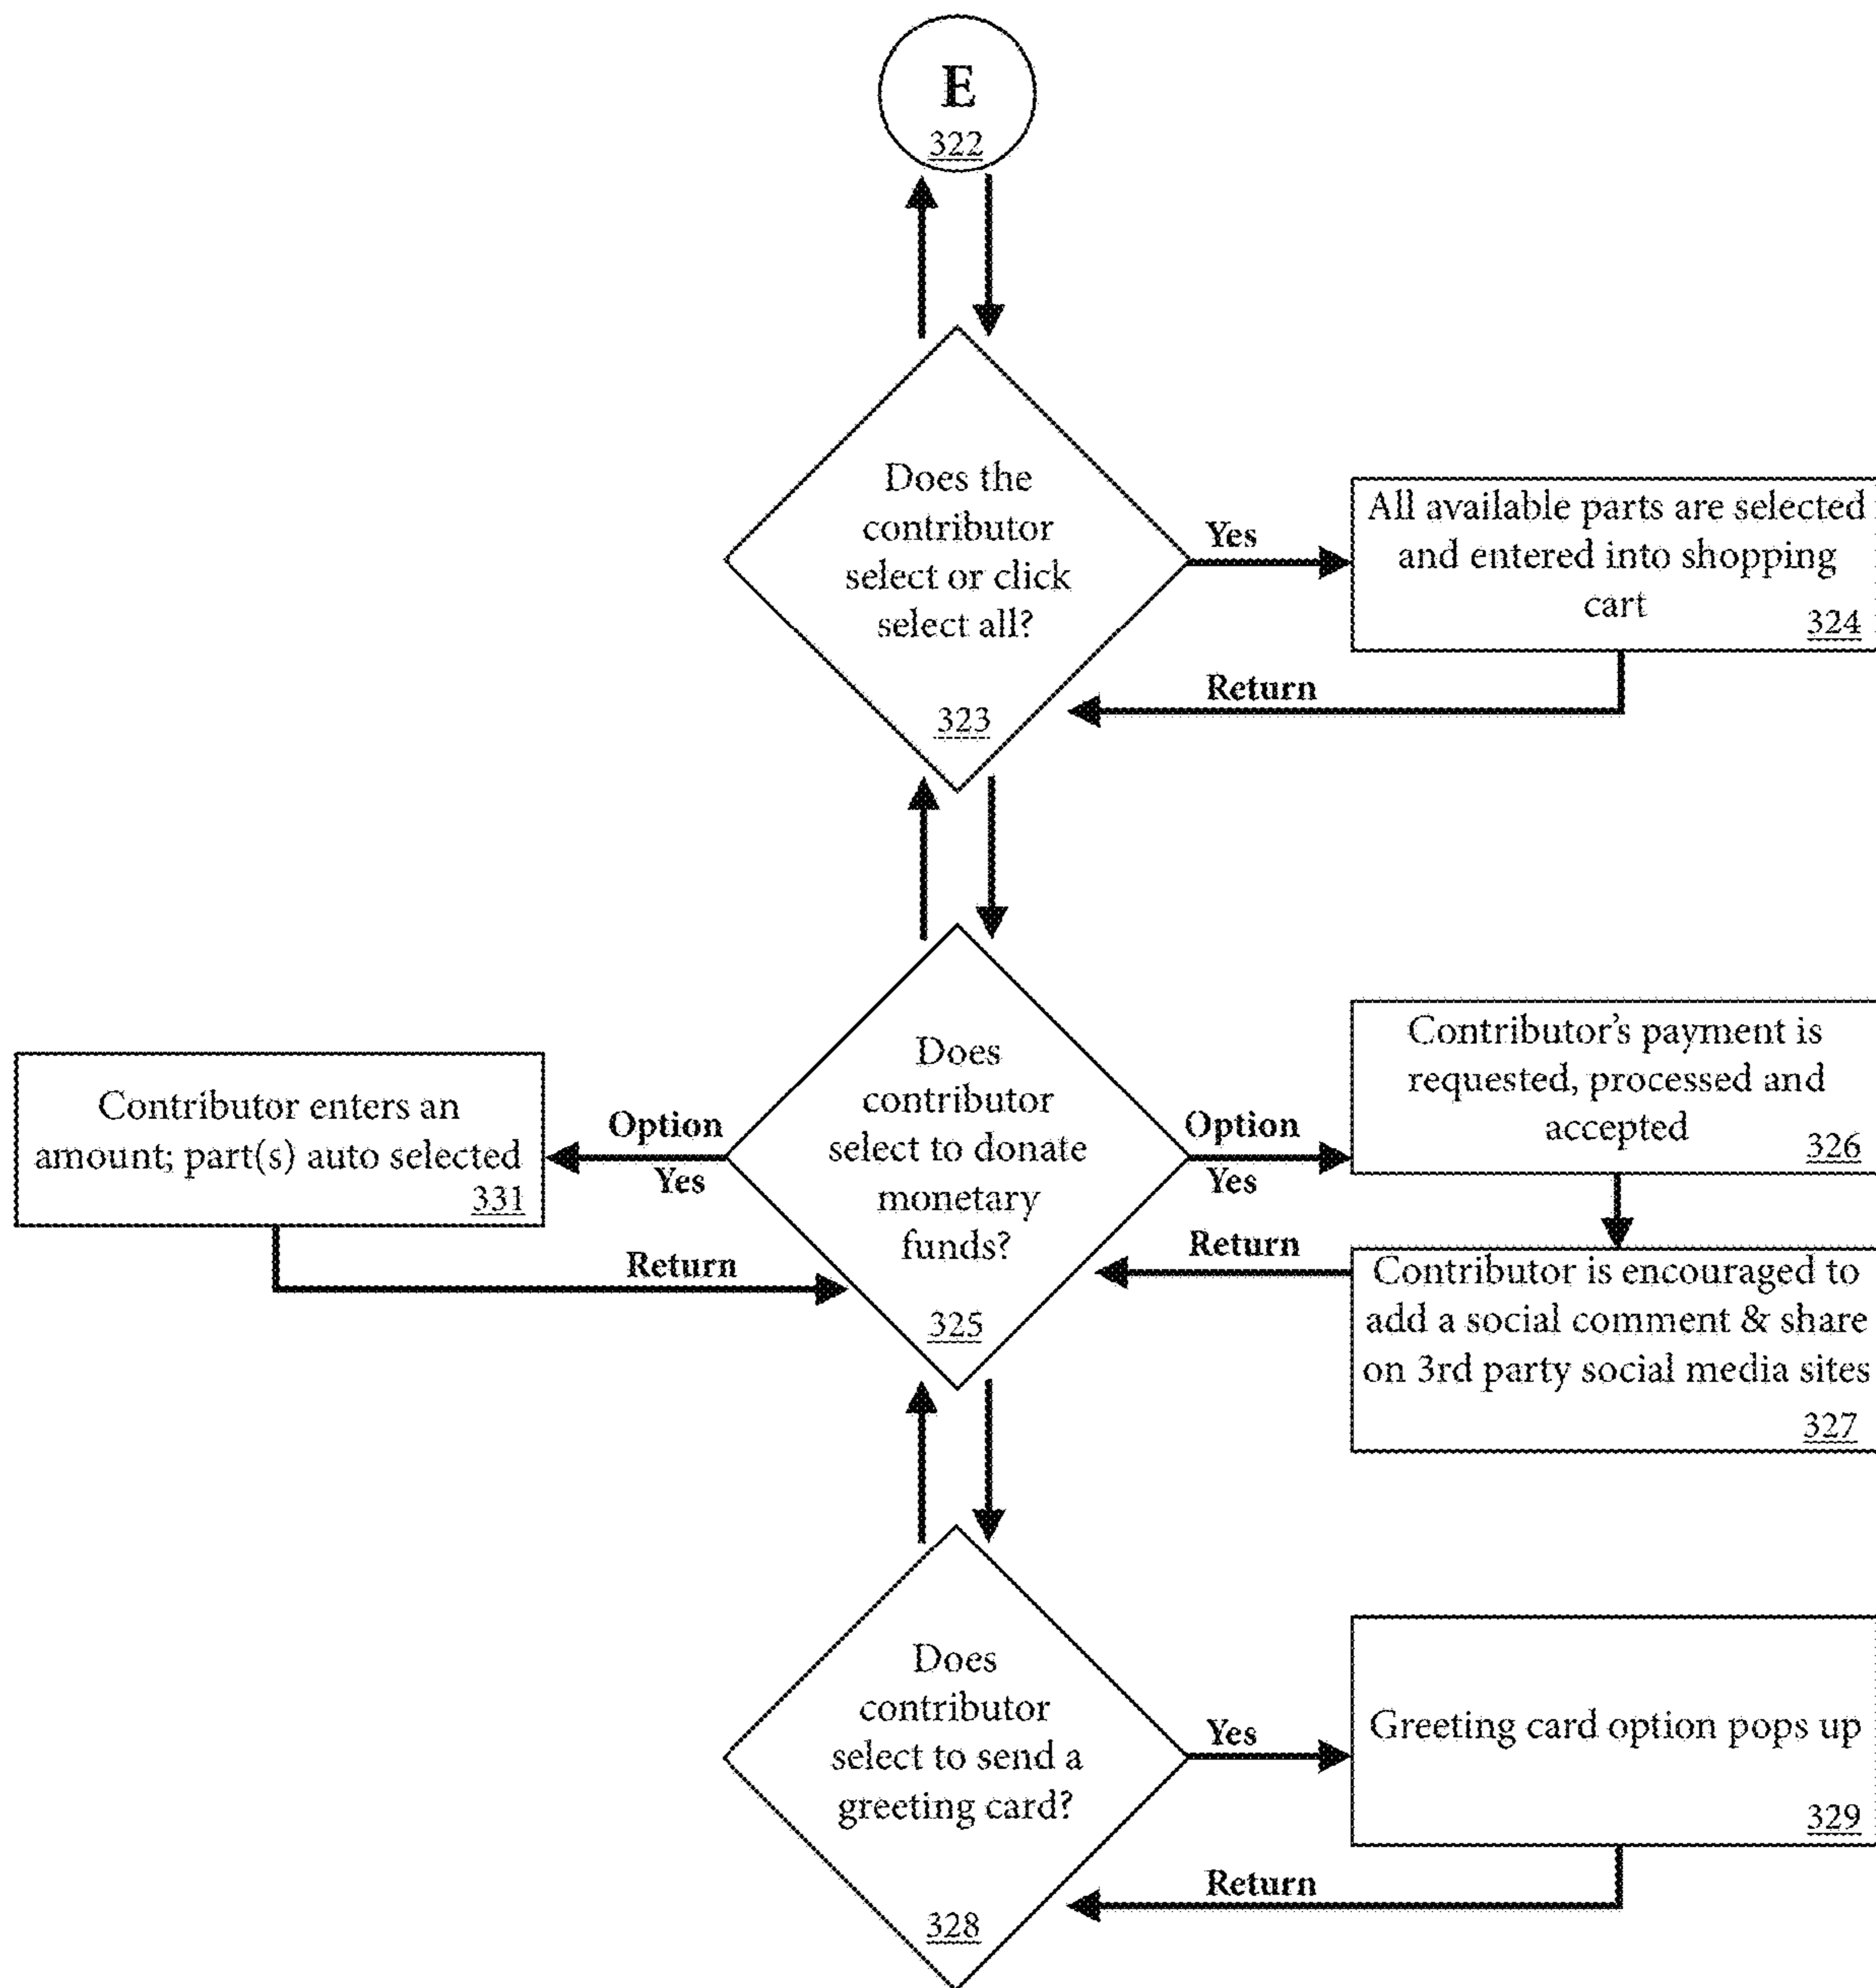 E
322
Does the
contributor
select or click
select all?
323
Yes
All available parts are selected
and entered into shopping
cart
324
Return
Does
contributor
select to donate
monetary
funds?
325
Option
Yes
Contributor enters an
amount; part(s) auto selected
331
Return
Option
Yes
Contributor's payment is
requested, processed and
accepted
326
Return
Contributor is encouraged to
add a social comment & share
on 3rd party social media sites
327
Does
contributor
select to send a
greeting card?
328
Yes
Greeting card option pops up
329
Return